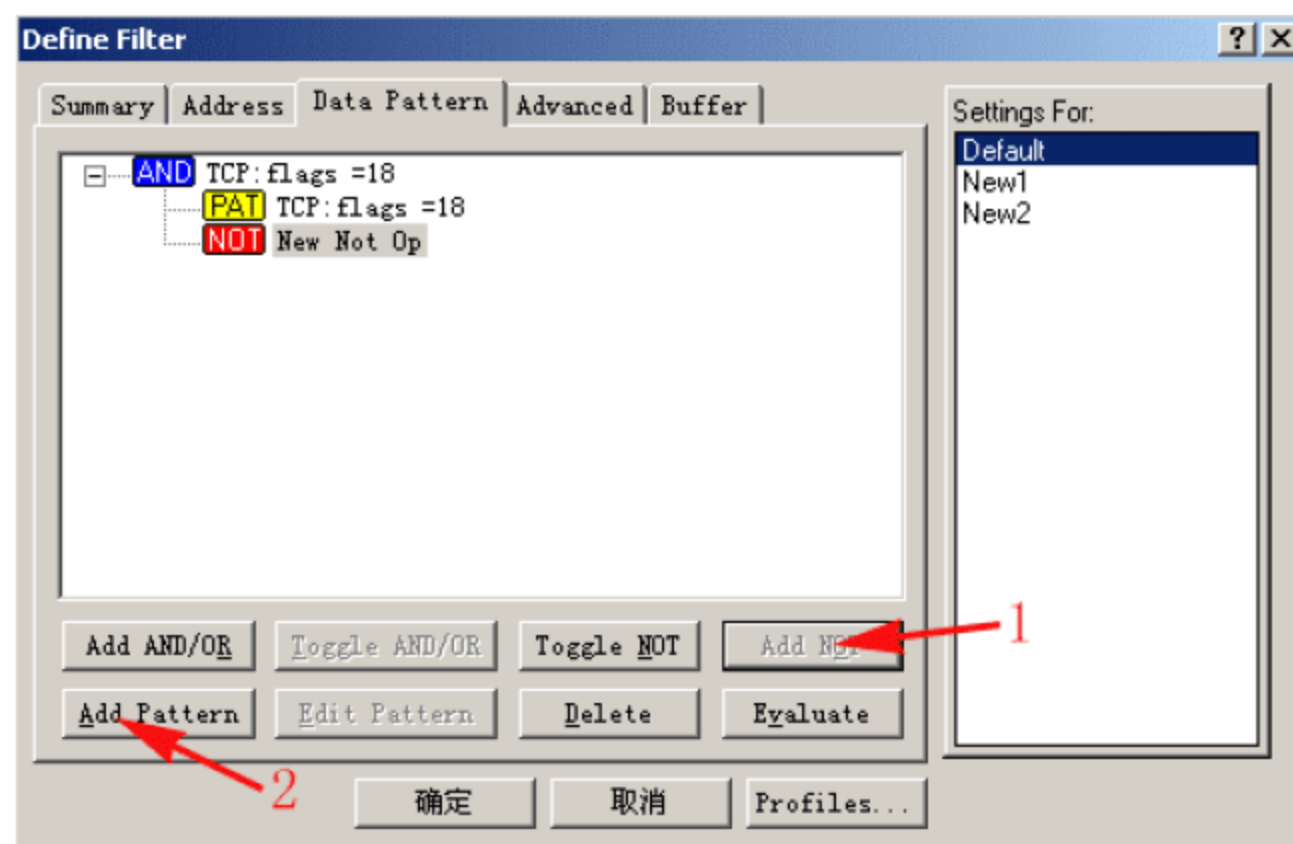 Define Filter
Summary Address Data Pattern Advanced Buffer
Settings For:
AND TCP:flags =18
PAT TCP:flags =18
NOT New Not Op
Default
New1
New2
Add AND/OR Toggle AND/OR Toggle NOT Add NOT
1
Add Pattern Edit Pattern Delete Evaluate
2
确定 取消 Profiles...